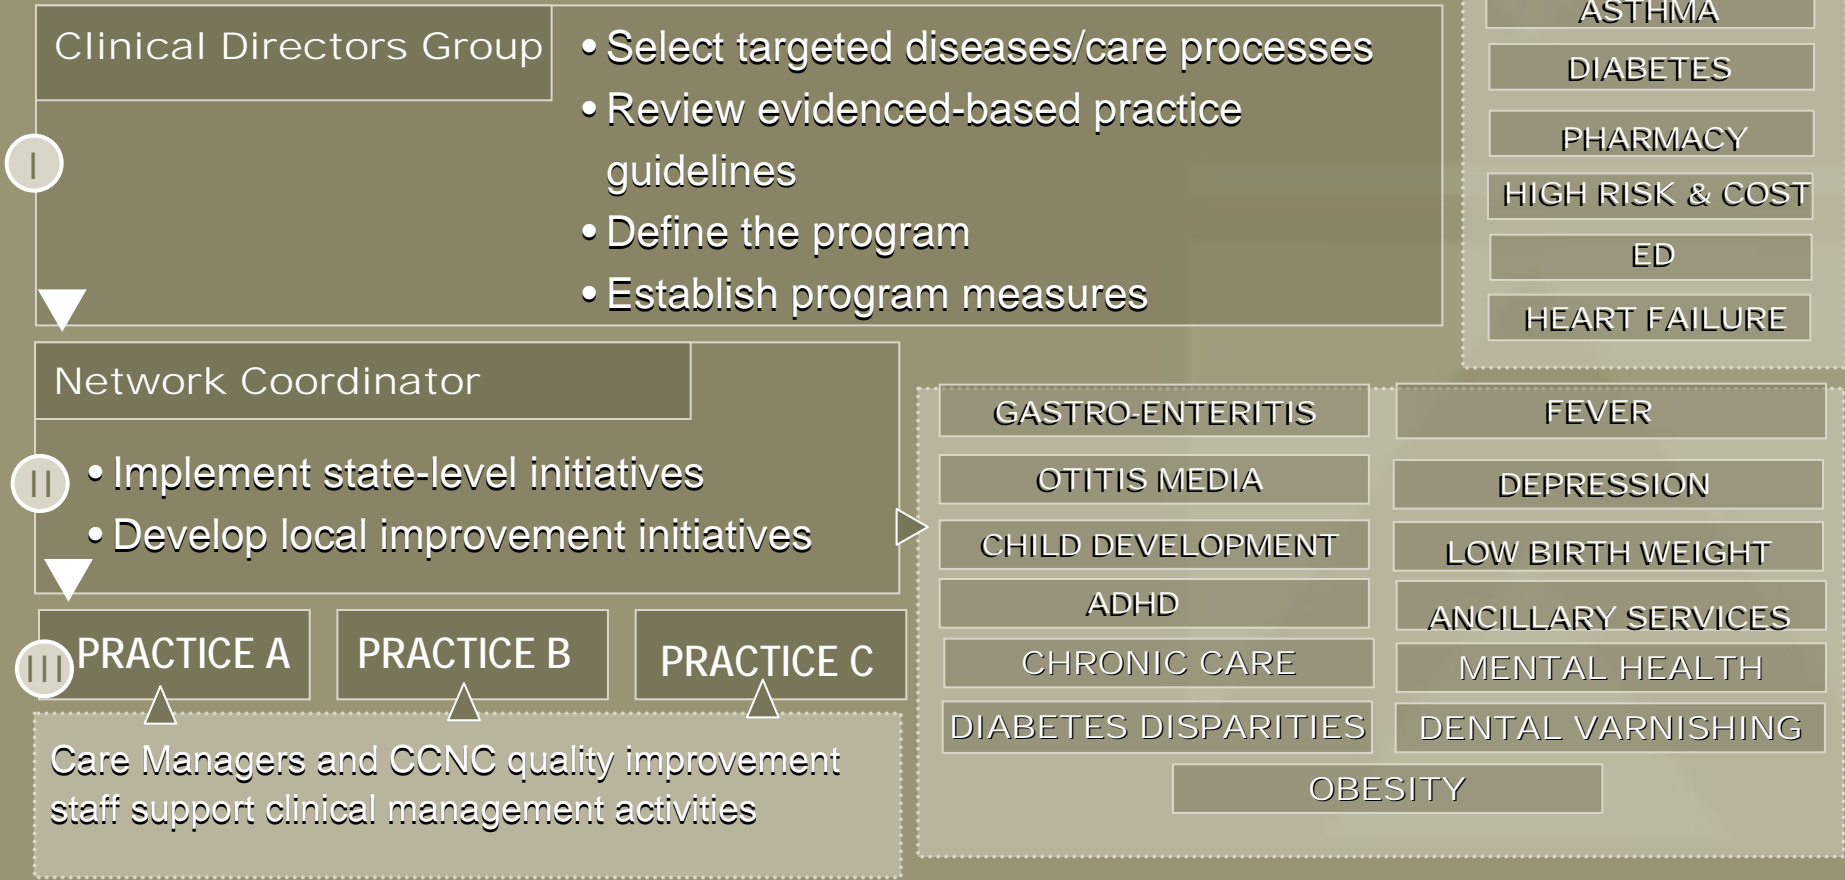 Clinical Directors Group
• Select targeted diseases/care processes
• Review evidenced-based practice
guidelines
• Define the program
• Establish program measures
I
ASTHMA
DIABETES
PHARMACY
HIGH RISK & COST
ED
HEART FAILURE
Network Coordinator
II
• Implement state-level initiatives
• Develop local improvement initiatives
GASTRO-ENTERITIS
FEVER
OTITIS MEDIA
DEPRESSION
CHILD DEVELOPMENT
LOW BIRTH WEIGHT
ADHD
ANCILLARY SERVICES
CHRONIC CARE
MENTAL HEALTH
DIABETES DISPARITIES
DENTAL VARNISHING
OBESITY
III
PRACTICE A
PRACTICE B
PRACTICE C
Care Managers and CCNC quality improvement
staff support clinical management activities